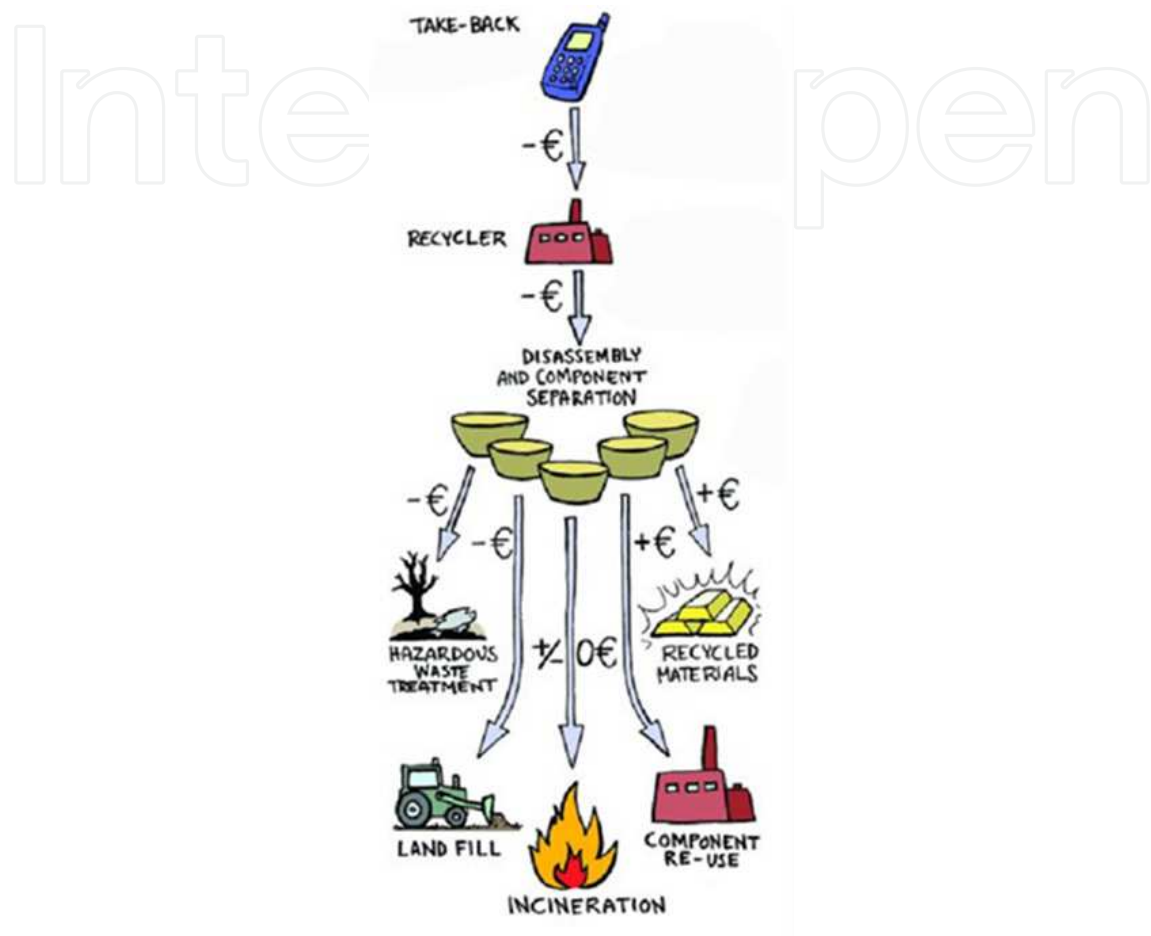 TAKE-BACK
-€
RECYCLER
-€
DISASSEMBLY
AND COMPONENT
SEPARATION
-€
-€
+/- 0€
+€
+€
HAZARDOUS
WASTE
TREATMENT
RECYCLED
MATERIALS
LAND FILL
INCINERATION
COMPONENT
RE-USE
Inte
pen